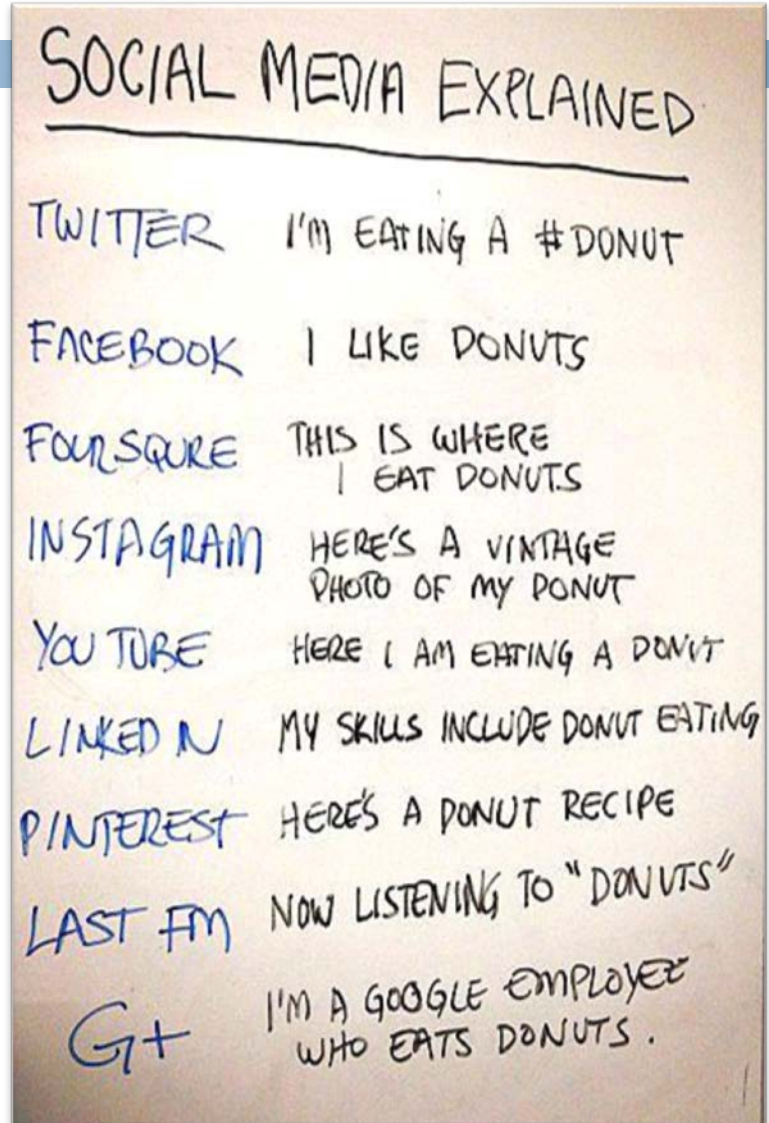 SOCIAL MEDIA EXPLAINED
TWITTER I'M EATING A #DONUT
FACEBOOK I LIKE DONUTS
FOURSQURE THIS IS WHERE
I EAT DONUTS
INSTAGRAM HERE'S A VINTAGE
PHOTO OF MY DONUT
YOU TUBE HERE I AM EATING A DONUT
LINKED IN MY SKILLS INCLUDE DONUT EATING
PINTEREST HERE'S A DONUT RECIPE
LAST FM NOW LISTENING TO "DONUTS"
G+ I'M A GOOGLE EMPLOYEE
WHO EATS DONUTS.